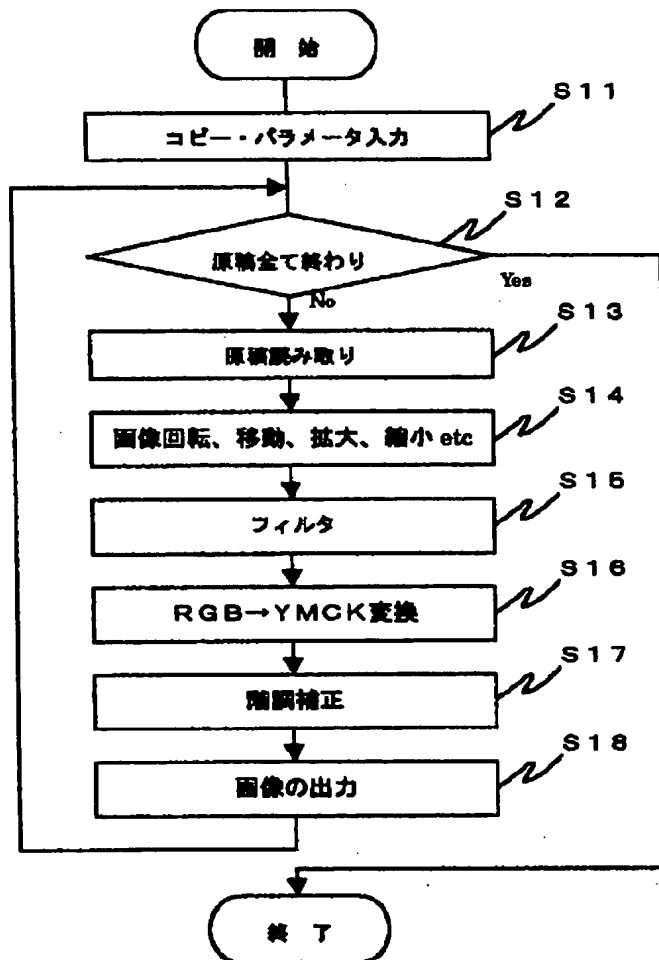 開 始
S11
コピー・パラメータ入力
S12
原稿全て終わり
Yes
No
S13
原稿読み取り
S14
画像回転、移動、拡大、縮小 etc
S15
フィルタ
S16
RGB→YMCK変換
S17
階調補正
S18
画像の出力
終 了